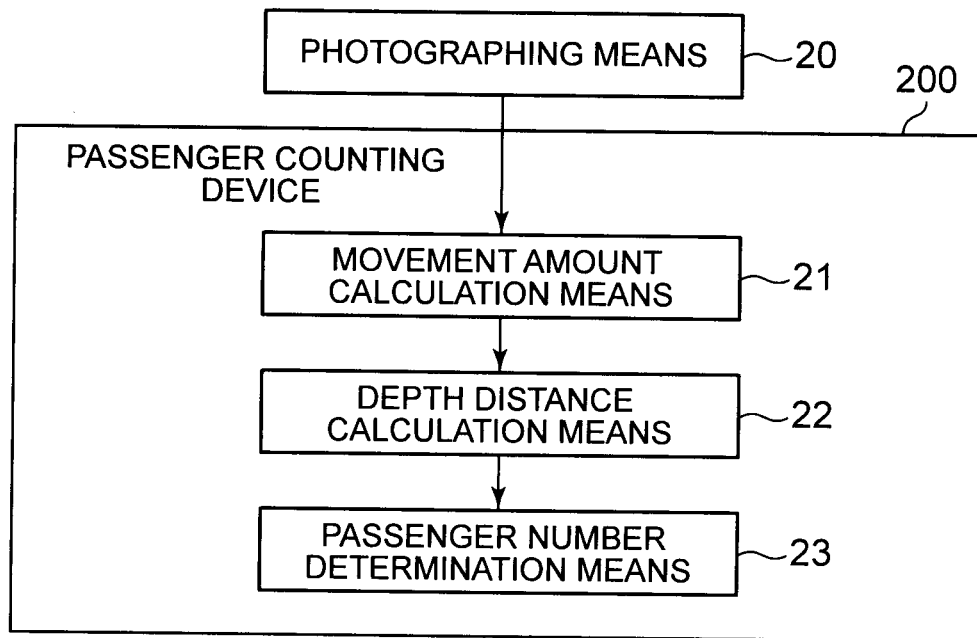 PHOTOGRAPHING MEANS
20
200
PASSENGER COUNTING
DEVICE
MOVEMENT AMOUNT
CALCULATION MEANS
21
DEPTH DISTANCE
CALCULATION MEANS
22
PASSENGER NUMBER
DETERMINATION MEANS
23